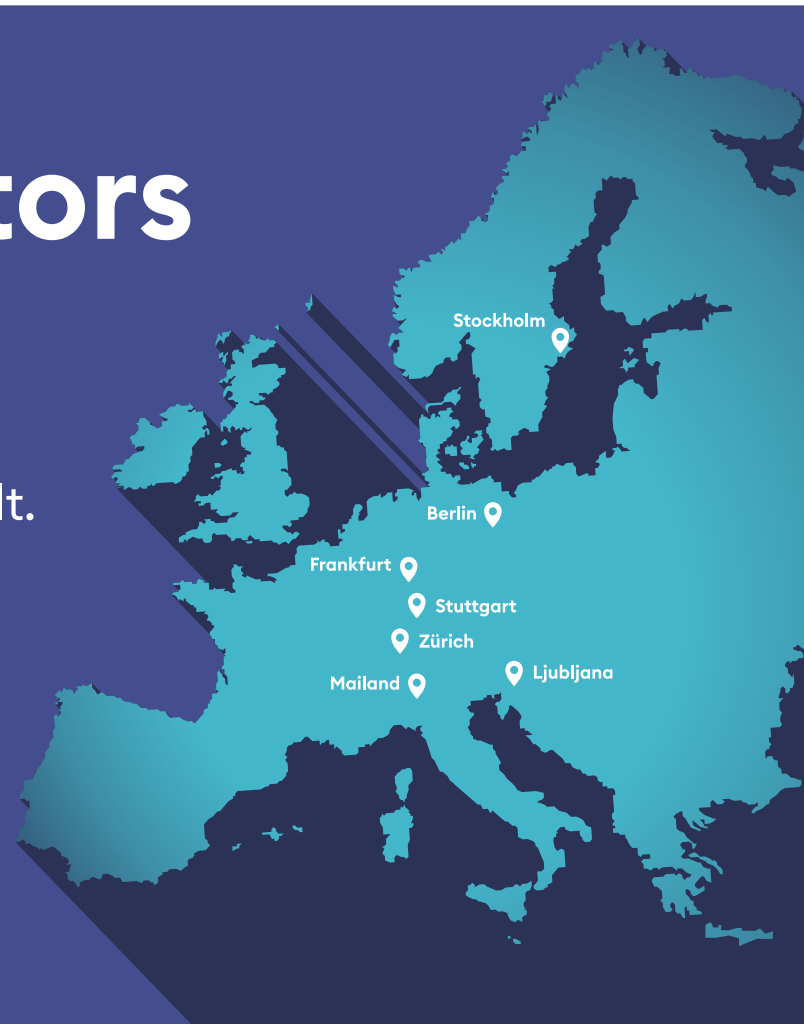 tors
lt.
Stockholm
Berlin
Frankfurt
Stuttgart
Zürich
Mailand
Ljubljana